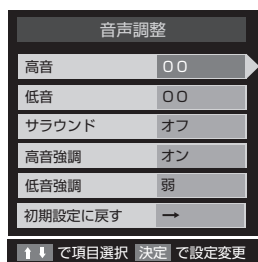 音声調整
高音 00
低音 00
サラウンド オフ
高音強調 オン
低音強調 弱
初期設定に戻す →
⬆⬇ で項目選択 決定 で設定変更